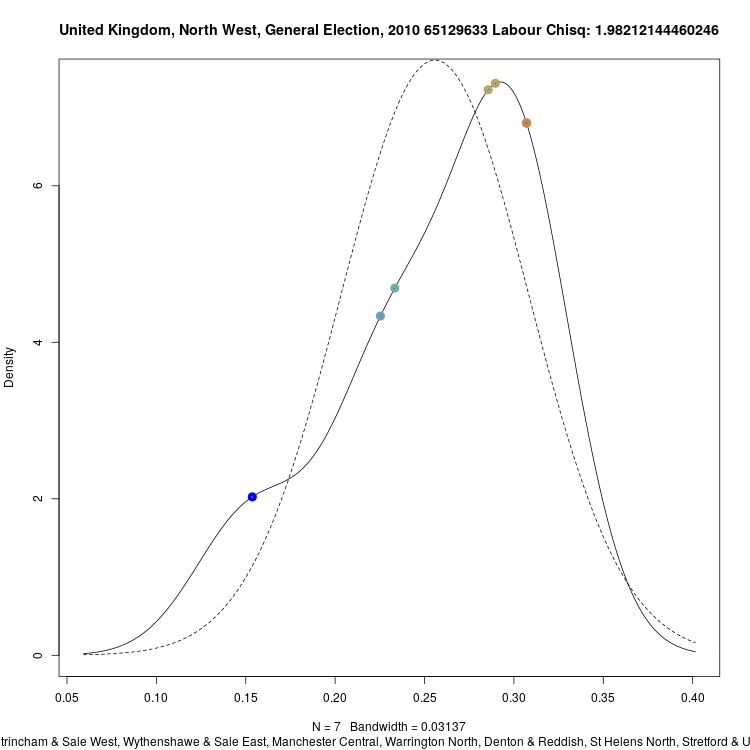 United Kingdom, North West, General Election, 2010 65129633 Labour Chisq: 1.98212144460246
Density
6
4
2
0
0.05 0.10 0.15 0.20 0.25 0.30 0.35 0.40
N = 7 Bandwidth = 0.03137
trincham & Sale West, Wythenshawe & Sale East, Manchester Central, Warrington North, Denton & Reddish, St Helens North, Stretford & U